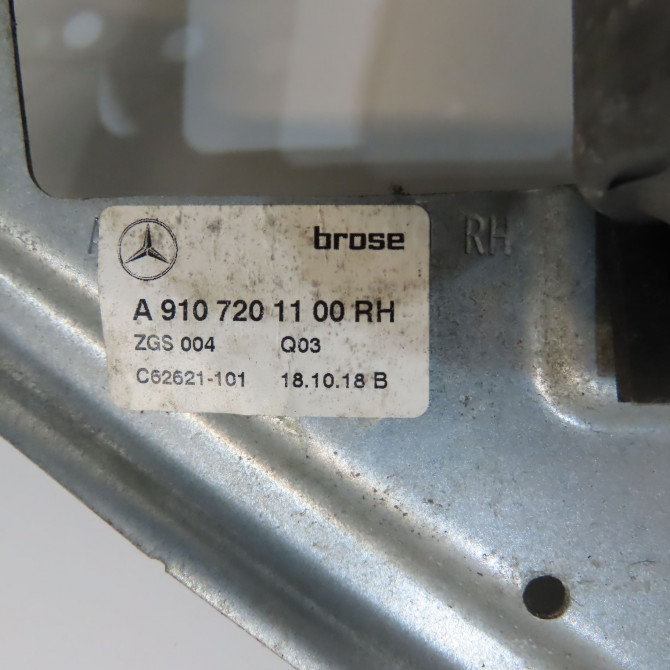 brose RH
A 910 720 11 00 RH
ZGS 004 Q03
C62621-101 18.10.18 B